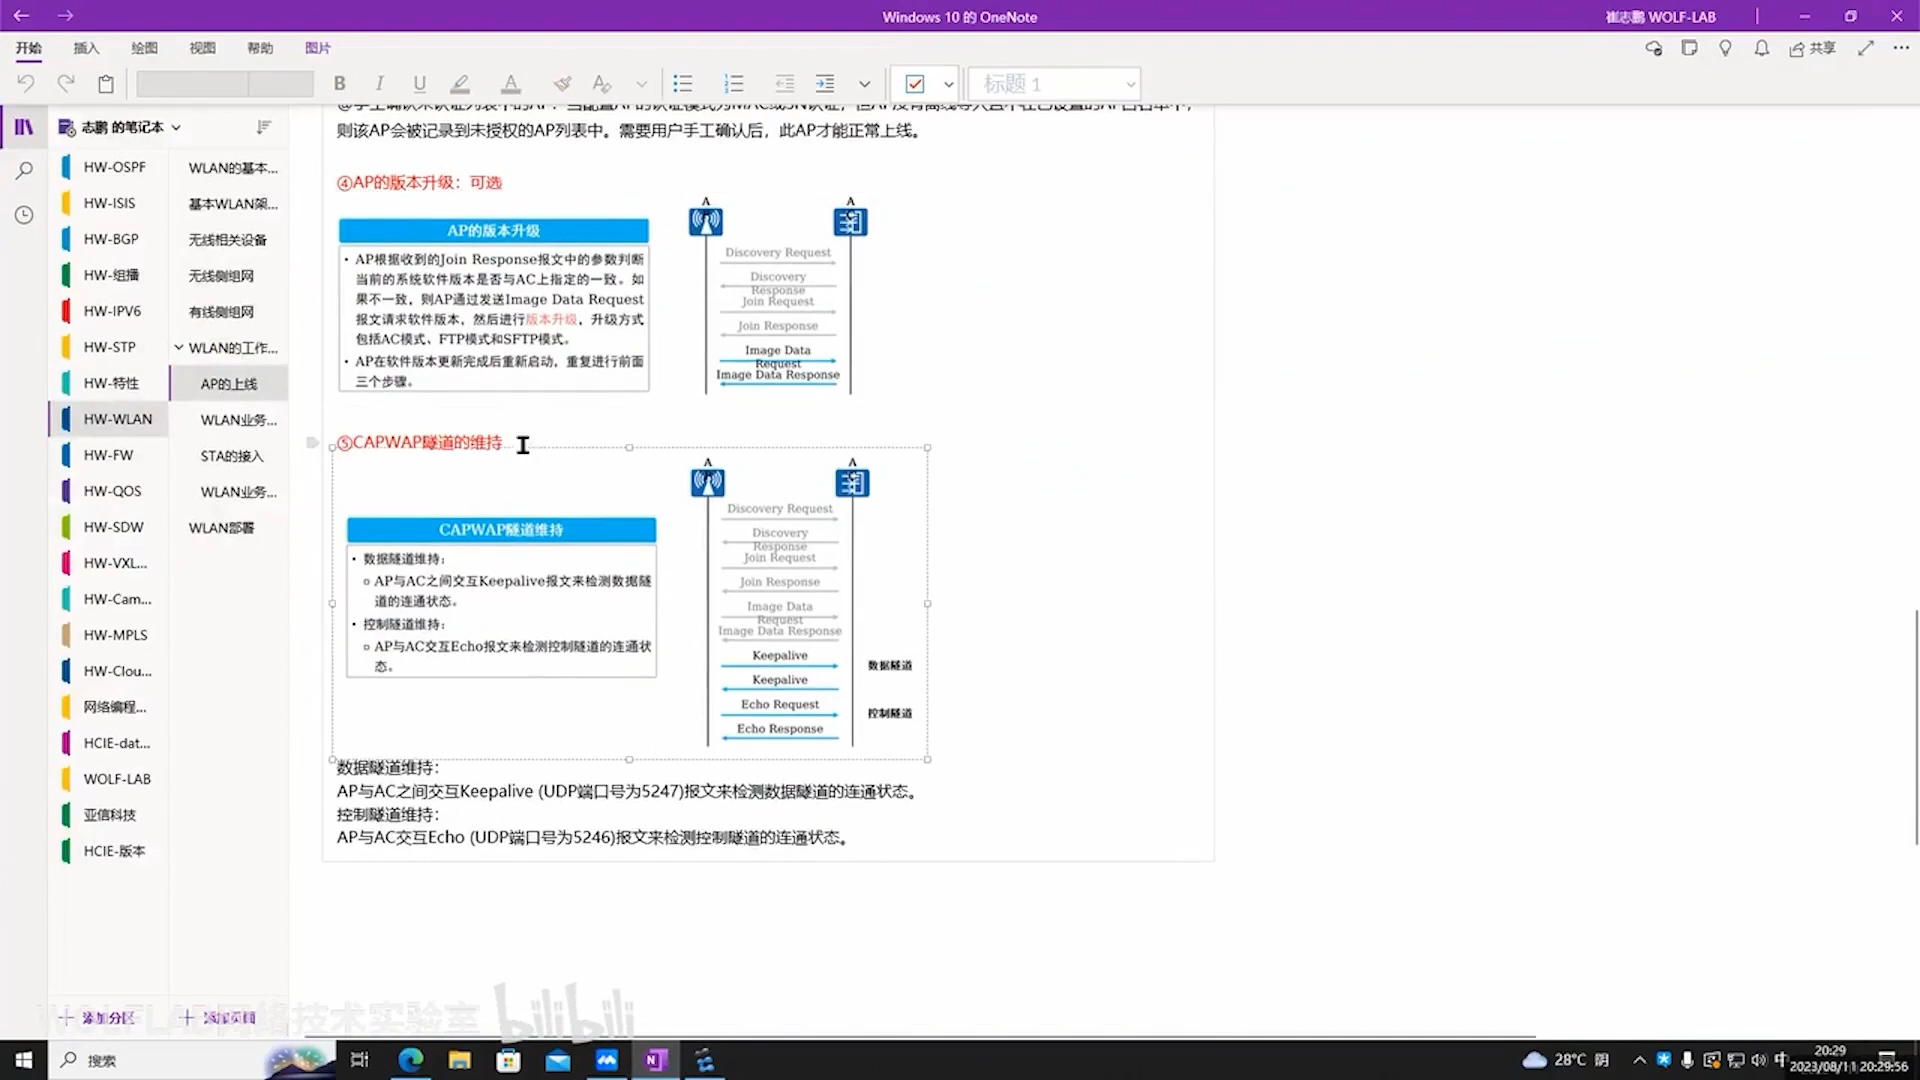 Windows 10 的 OneNote
崔志鹏 WOLF-LAB
开始 插入 绘图 视图 帮助 图片
共享
B I U A
标题 1
志鹏 的笔记本
HW-OSPF
HW-ISIS
HW-BGP
HW-组播
HW-IPV6
HW-STP
HW-特性
HW-WLAN
HW-FW
HW-QOS
HW-SDW
HW-VXL...
HW-Cam...
HW-MPLS
HW-Clou...
网络编程...
HCIE-dat...
WOLF-LAB
亚信科技
HCIE-版本
添加分区
WLAN的基本...
基本WLAN架...
无线相关设备
无线侧组网
有线侧组网
WLAN的工作...
AP的上线
WLAN业务...
STA的接入
WLAN业务...
WLAN部署
添加页面
则该AP会被记录到未授权的AP列表中。需要用户手工确认后，此AP才能正常上线。
④AP的版本升级：可选
AP的版本升级
• AP根据收到的Join Response报文中的参数判断
当前的系统软件版本是否与AC上指定的一致。如
果不一致，则AP通过发送Image Data Request
报文请求软件版本，然后进行版本升级，升级方式
包括AC模式、FTP模式和SFTP模式。
• AP在软件版本更新完成后重新启动，重复进行前面
三个步骤。
A A
Discovery Request
Discovery
Response
Join Request
Join Response
Image Data
Request
Image Data Response
⑤CAPWAP隧道的维持
CAPWAP隧道维持
• 数据隧道维持：
AP与AC之间交互Keepalive报文来检测数据隧
道的连通状态。
• 控制隧道维持：
AP与AC交互Echo报文来检测控制隧道的连通状
态。
A A
Discovery Request
Discovery
Response
Join Request
Join Response
Image Data
Request
Image Data Response
Keepalive
数据隧道
Keepalive
Echo Request
控制隧道
Echo Response
数据隧道维持：
AP与AC之间交互Keepalive (UDP端口号为5247)报文来检测数据隧道的连通状态。
控制隧道维持：
AP与AC交互Echo (UDP端口号为5246)报文来检测控制隧道的连通状态。
WOLFLAB网络技术实验室 bilibili
搜索
28°C 阴
中
20:29
2023/08/11 20:29:56